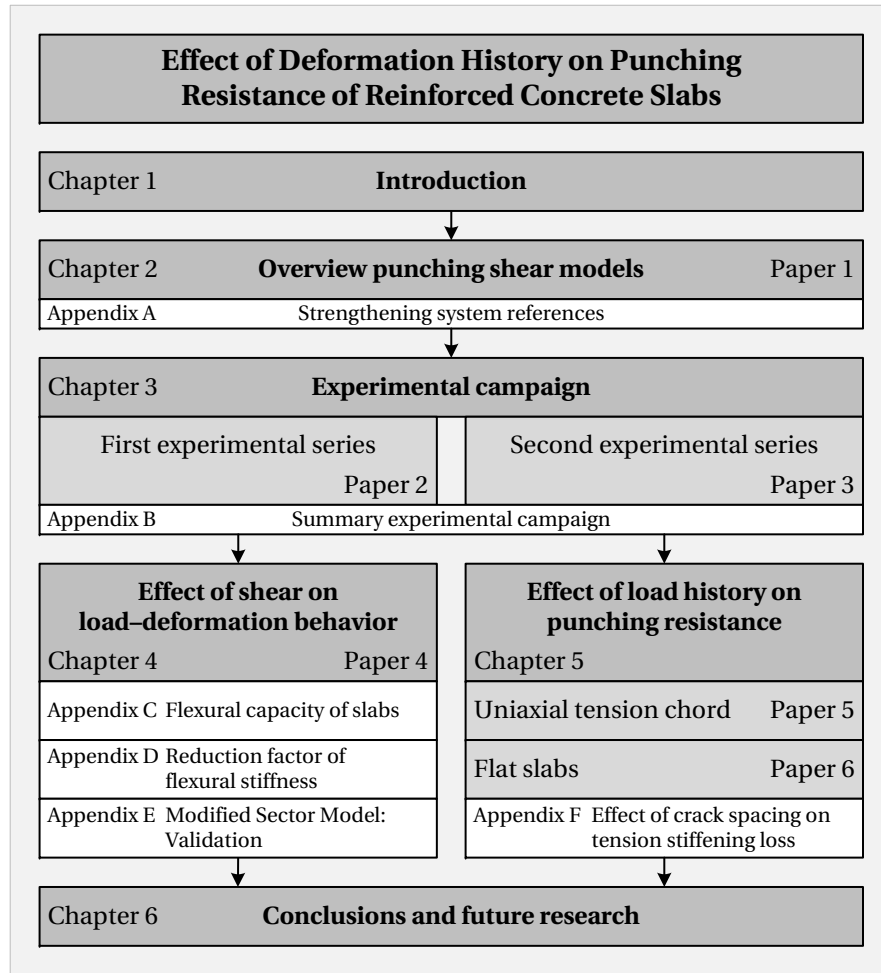 Effect of Deformation History on Punching
Resistance of Reinforced Concrete Slabs
Chapter 1 Introduction
Chapter 2 Overview punching shear models Paper 1
Appendix A Strengthening system references
Chapter 3 Experimental campaign
First experimental series
Paper 2
Second experimental series
Paper 3
Appendix B Summary experimental campaign
Effect of shear on
load–deformation behavior
Chapter 4 Paper 4
Appendix C Flexural capacity of slabs
Appendix D Reduction factor of
flexural stiffness
Appendix E Modified Sector Model:
Validation
Effect of load history on
punching resistance
Chapter 5
Uniaxial tension chord Paper 5
Flat slabs Paper 6
Appendix F Effect of crack spacing on
tension stiffening loss
Chapter 6 Conclusions and future research